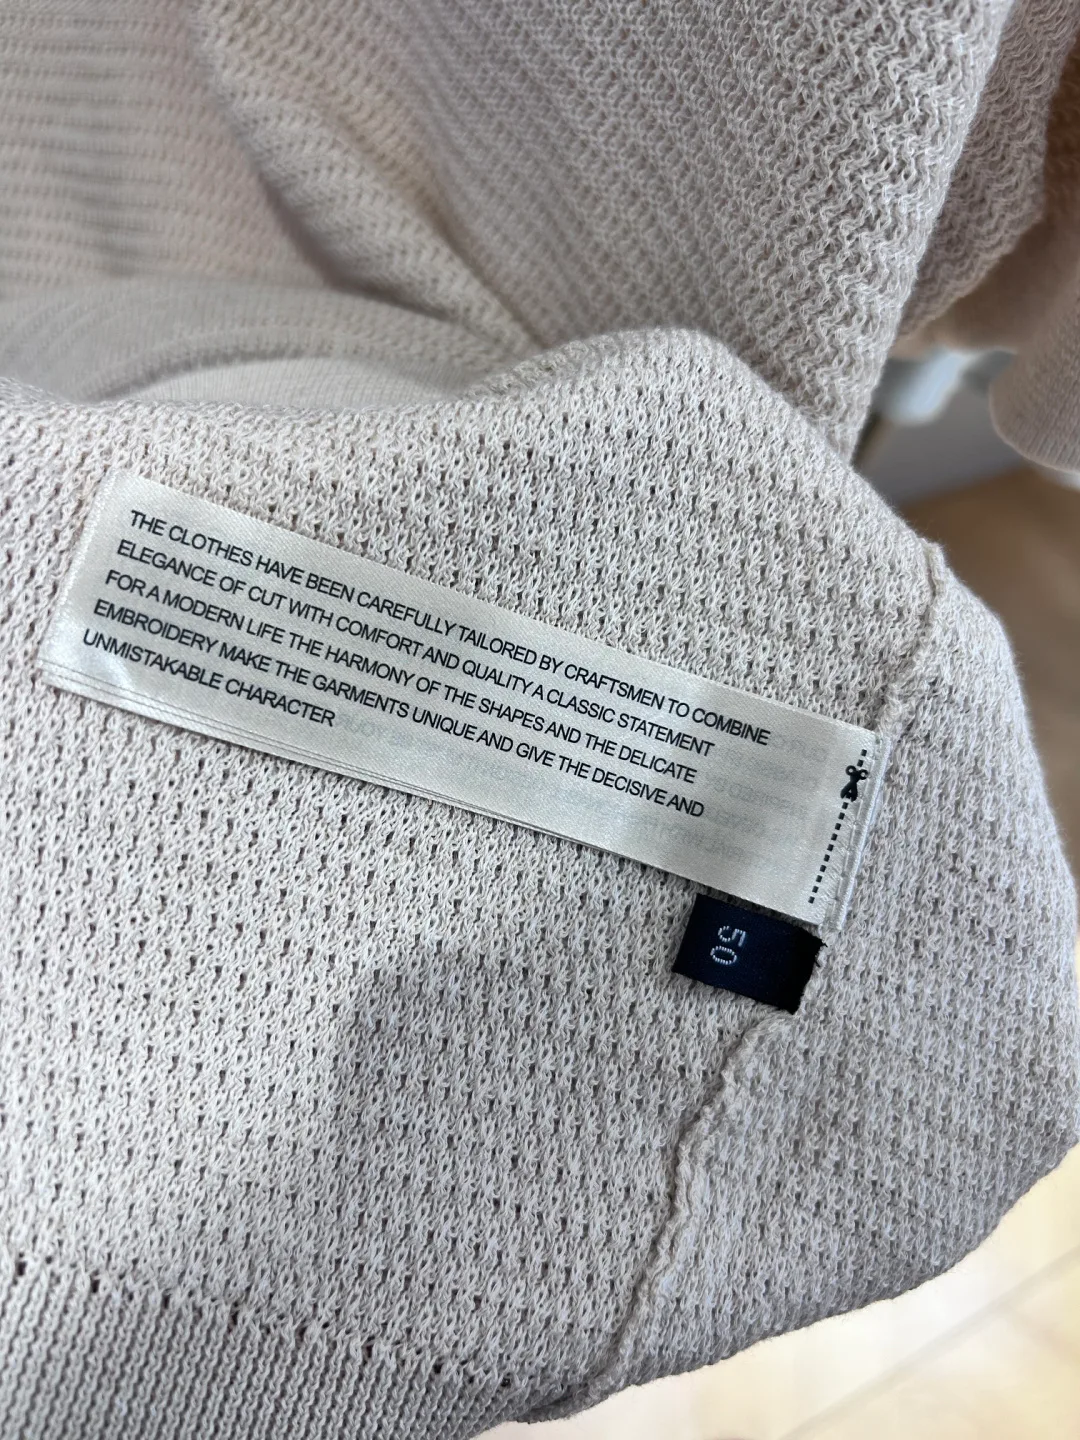 THE CLOTHES HAVE BEEN CAREFULLY TAILORED BY CRAFTSMEN TO COMBINE
ELEGANCE OF CUT WITH COMFORT AND QUALITY A CLASSIC STATEMENT
FOR A MODERN LIFE THE HARMONY OF THE SHAPES AND THE DELICATE
EMBROIDERY MAKE THE GARMENTS UNIQUE AND GIVE THE DECISIVE AND
UNMISTAKABLE CHARACTER
50